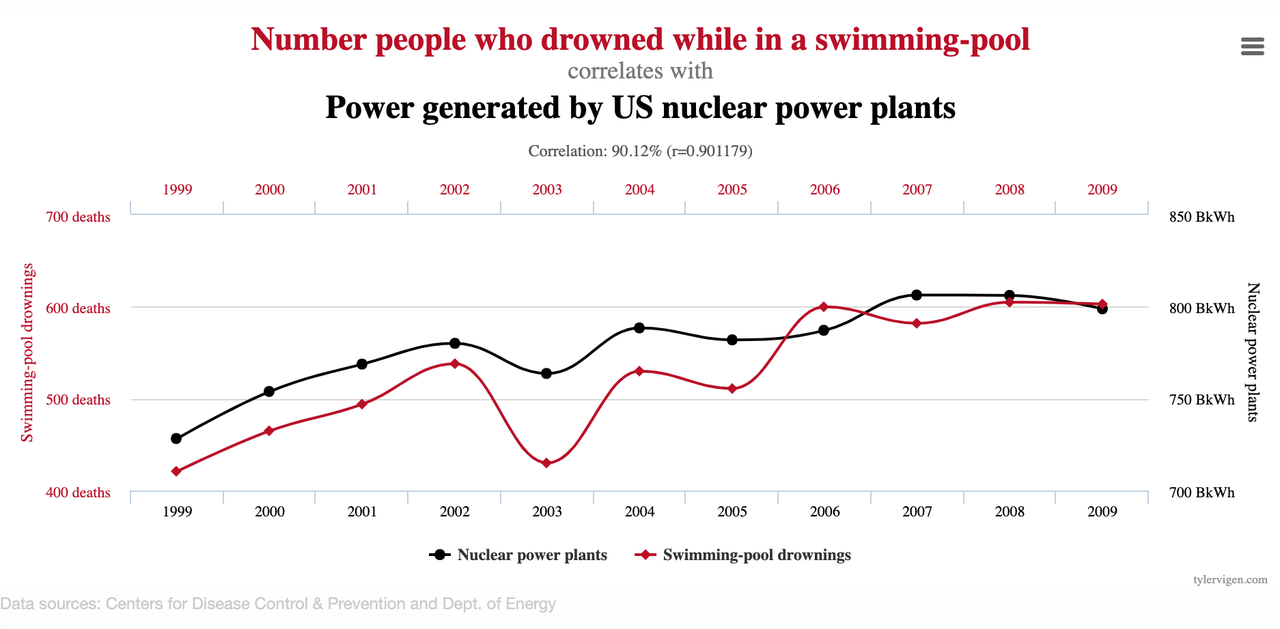 Number people who drowned while in a swimming-pool
correlates with
Power generated by US nuclear power plants
Correlation: 90.12% (r=0.901179)
1999 2000 2001 2002 2003 2004 2005 2006 2007 2008 2009
700 deaths 850 BkWh
600 deaths 800 BkWh
500 deaths 750 BkWh
400 deaths 700 BkWh
Swimming-pool drownings
Nuclear power plants
1999 2000 2001 2002 2003 2004 2005 2006 2007 2008 2009
Nuclear power plants Swimming-pool drownings
tylervigen.com
Data sources: Centers for Disease Control & Prevention and Dept. of Energy